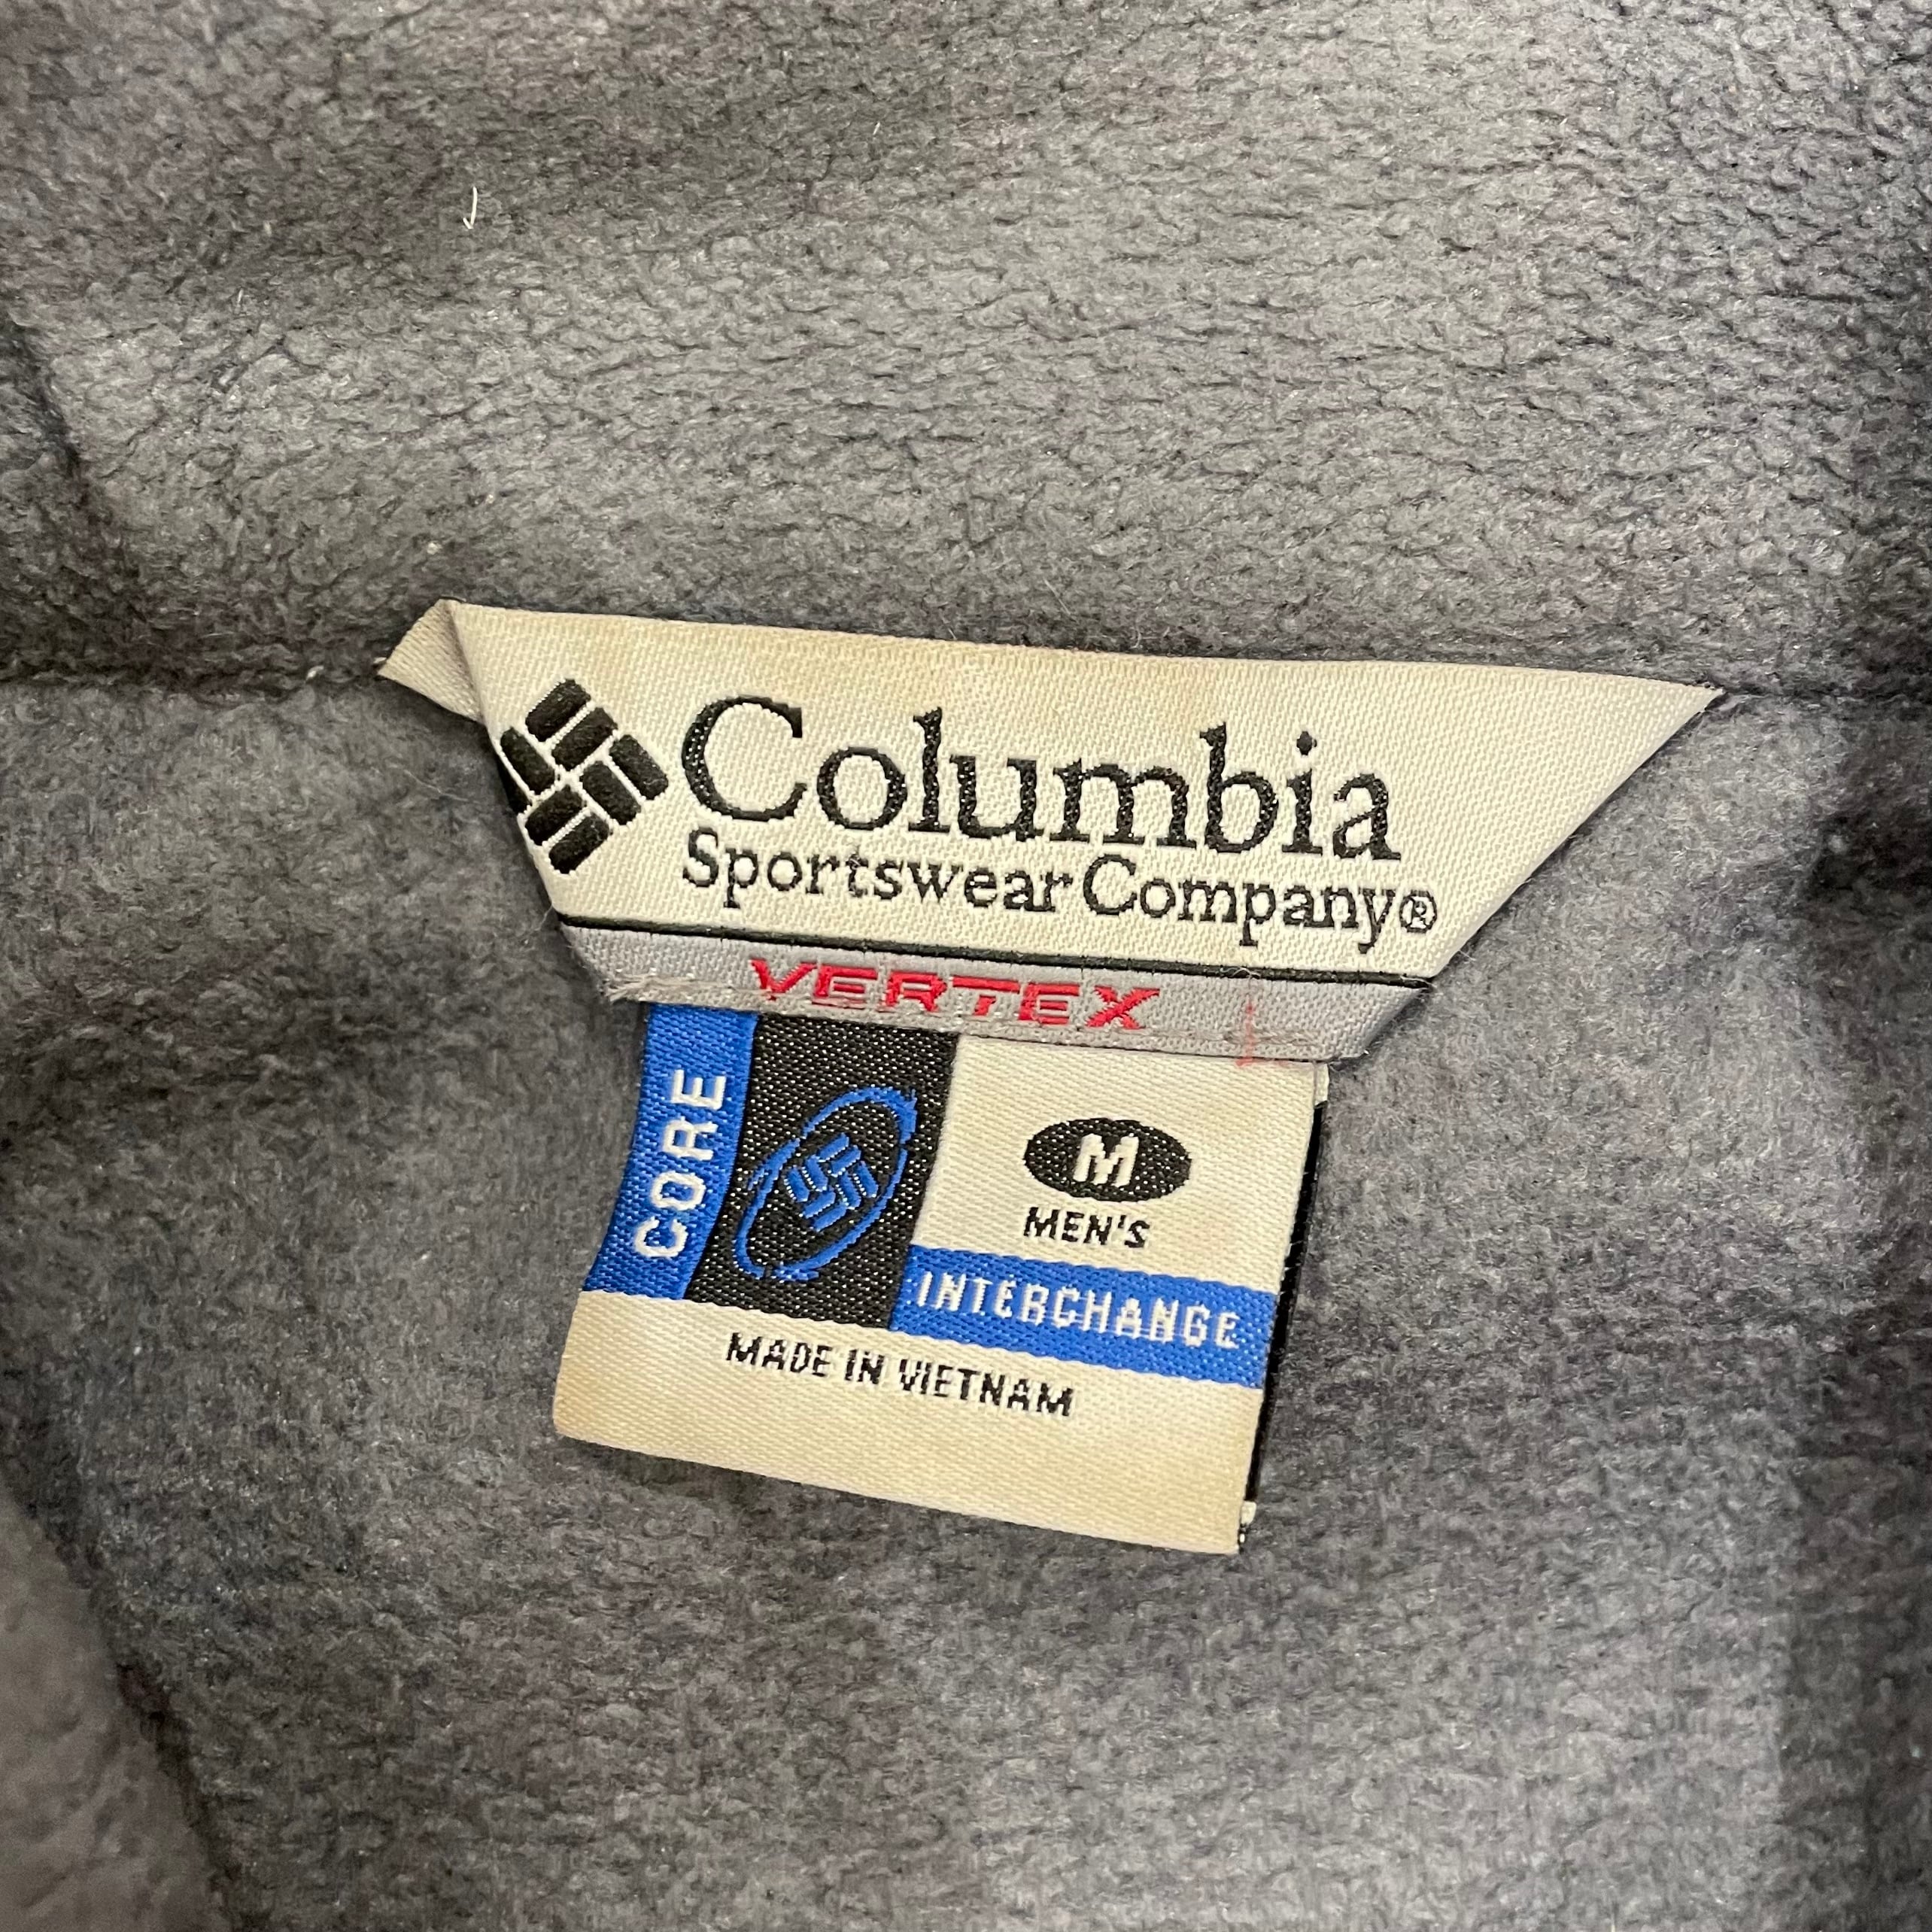 Columbia
Sportswear Company®
VERTEX
CORE
M
MEN'S
INTERCHANGE
MADE IN VIETNAM